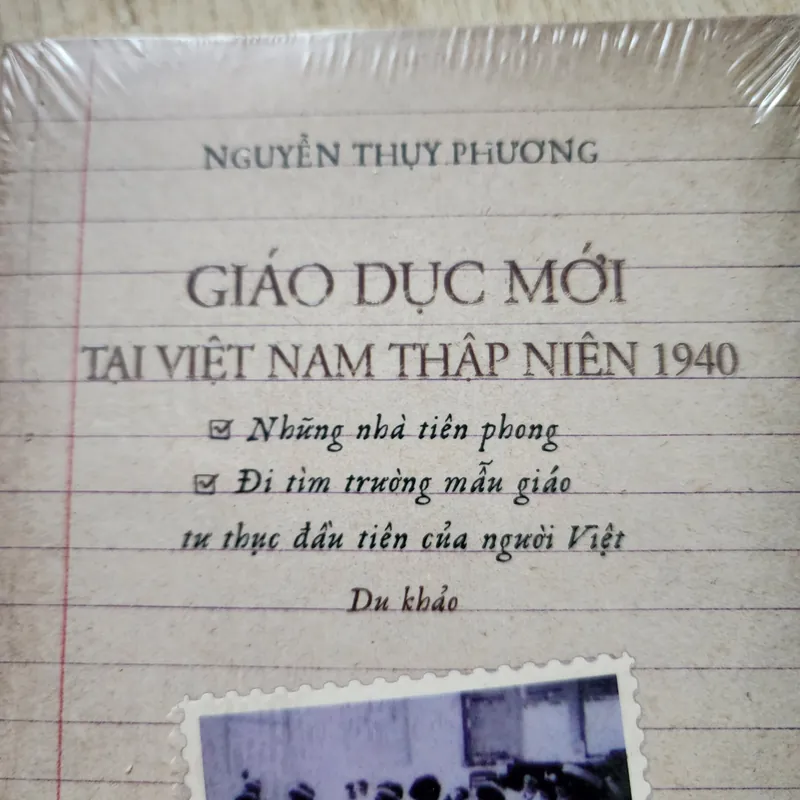 NGUYỄN THỤY PHƯƠNG
GIÁO DỤC MỚI
TẠI VIỆT NAM THẬP NIÊN 1940
Những nhà tiên phong
Đi tìm trường mẫu giáo
tư thục đầu tiên của người Việt
Du khảo